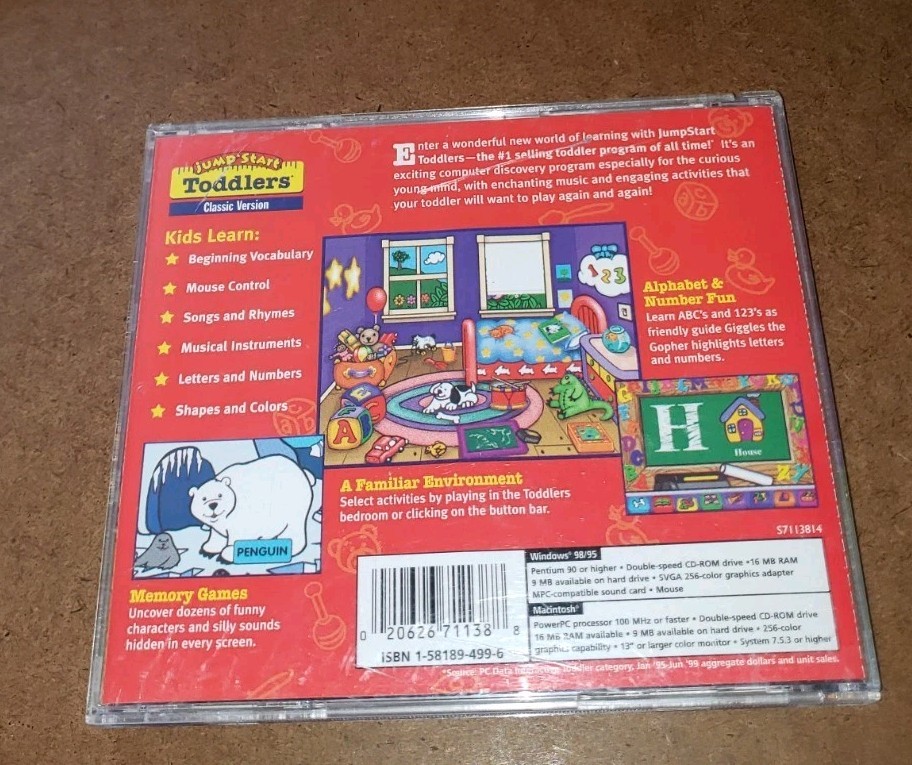 JumpStart
Toddlers
Classic Version
Enter a wonderful new world of learning with JumpStart
Toddlers—the #1 selling toddler program of all time!* It's an
exciting computer discovery program especially for the curious
young mind, with enchanting music and engaging activities that
your toddler will want to play again and again!
Kids Learn:
Beginning Vocabulary
Mouse Control
Songs and Rhymes
Musical Instruments
Letters and Numbers
Shapes and Colors
1 2 3
A
Alphabet &
Number Fun
Learn ABC's and 123's as
friendly guide Giggles the
Gopher highlights letters
and numbers.
H
House
A Familiar Environment
Select activities by playing in the Toddlers
bedroom or clicking on the button bar.
PENGUIN
Memory Games
Uncover dozens of funny
characters and silly sounds
hidden in every screen.
S7113814
Windows® 98/95
Pentium 90 or higher • Double-speed CD-ROM drive •16 MB RAM
9 MB available on hard drive • SVGA 256-color graphics adapter
MPC-compatible sound card • Mouse
Macintosh®
PowerPC processor 100 MHz or faster • Double-speed CD-ROM drive
16 MB RAM available • 9 MB available on hard drive • 256-color
graphics capability • 13" or larger color monitor • System 7.5.3 or higher
0 20626 71138 8
ISBN 1-58189-499-6
*Source: PC Data Interactive toddler category, Jan '95-Jun '99 aggregate dollars and unit sales.